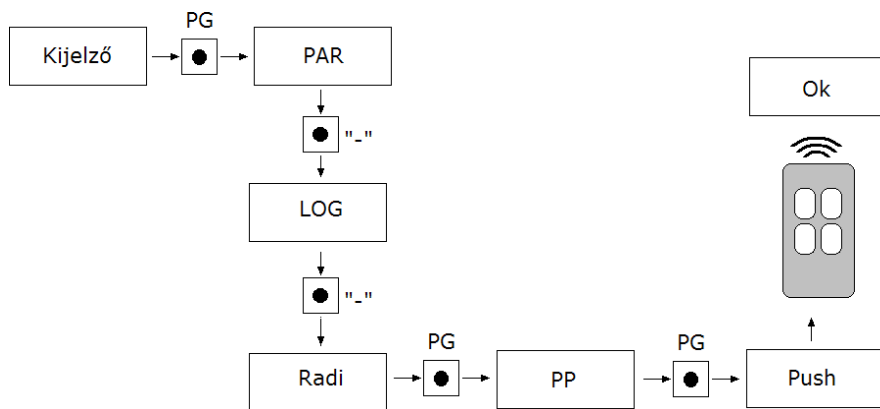 PG
Kijelző
PAR
"-"
LOG
"-"
Radi
PG
PP
PG
Push
Ok